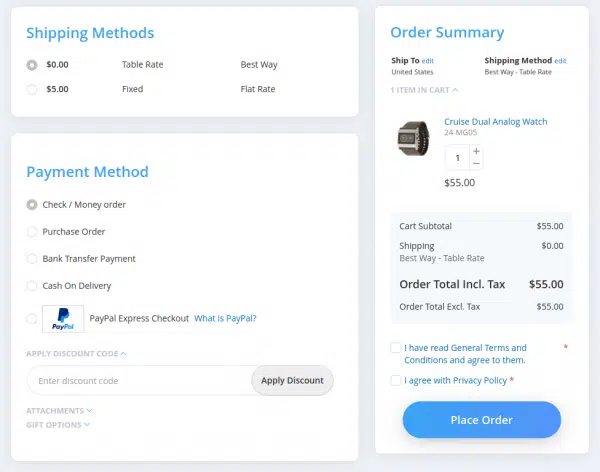 Shipping Methods
$0.00 Table Rate Best Way
$5.00 Fixed Flat Rate
Payment Method
Check / Money order
Purchase Order
Bank Transfer Payment
Cash On Delivery
PayPal PayPal Express Checkout What Is PayPal?
APPLY DISCOUNT CODE
Enter discount code Apply Discount
ATTACHMENTS
GIFT OPTIONS
Order Summary
Ship To edit Shipping Method edit
United States Best Way - Table Rate
1 ITEM IN CART
Cruise Dual Analog Watch
24-MG05
1 + −
$55.00
Cart Subtotal $55.00
Shipping $0.00
Best Way - Table Rate
Order Total Incl. Tax $55.00
Order Total Excl. Tax $55.00
I have read General Terms and *
Conditions and agree to them.
I agree with Privacy Policy *
Place Order